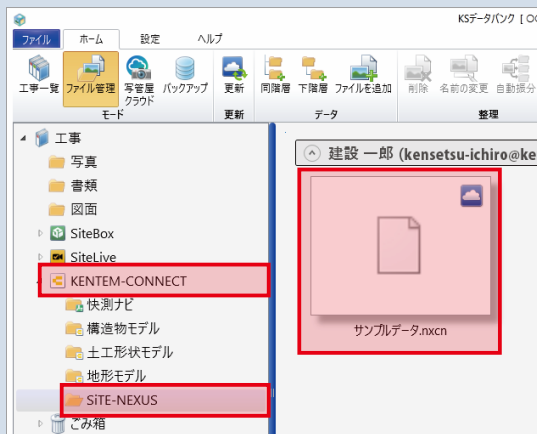 KSデータバンク [
ファイル ホーム 設定 ヘルプ
工事一覧 ファイル管理 写管屋クラウド バックアップ 更新 同階層 下階層 ファイルを追加 削除 名前の変更 自動振分
モード 更新 データ 整理
工事
写真
書類
図面
SiteBox
SiteLive
KENTEM-CONNECT
快測ナビ
構造物モデル
土工形状モデル
地形モデル
SiTE-NEXUS
ごみ箱
建設 一郎 (kensetsu-ichiro@ke
サンプルデータ.nxcn